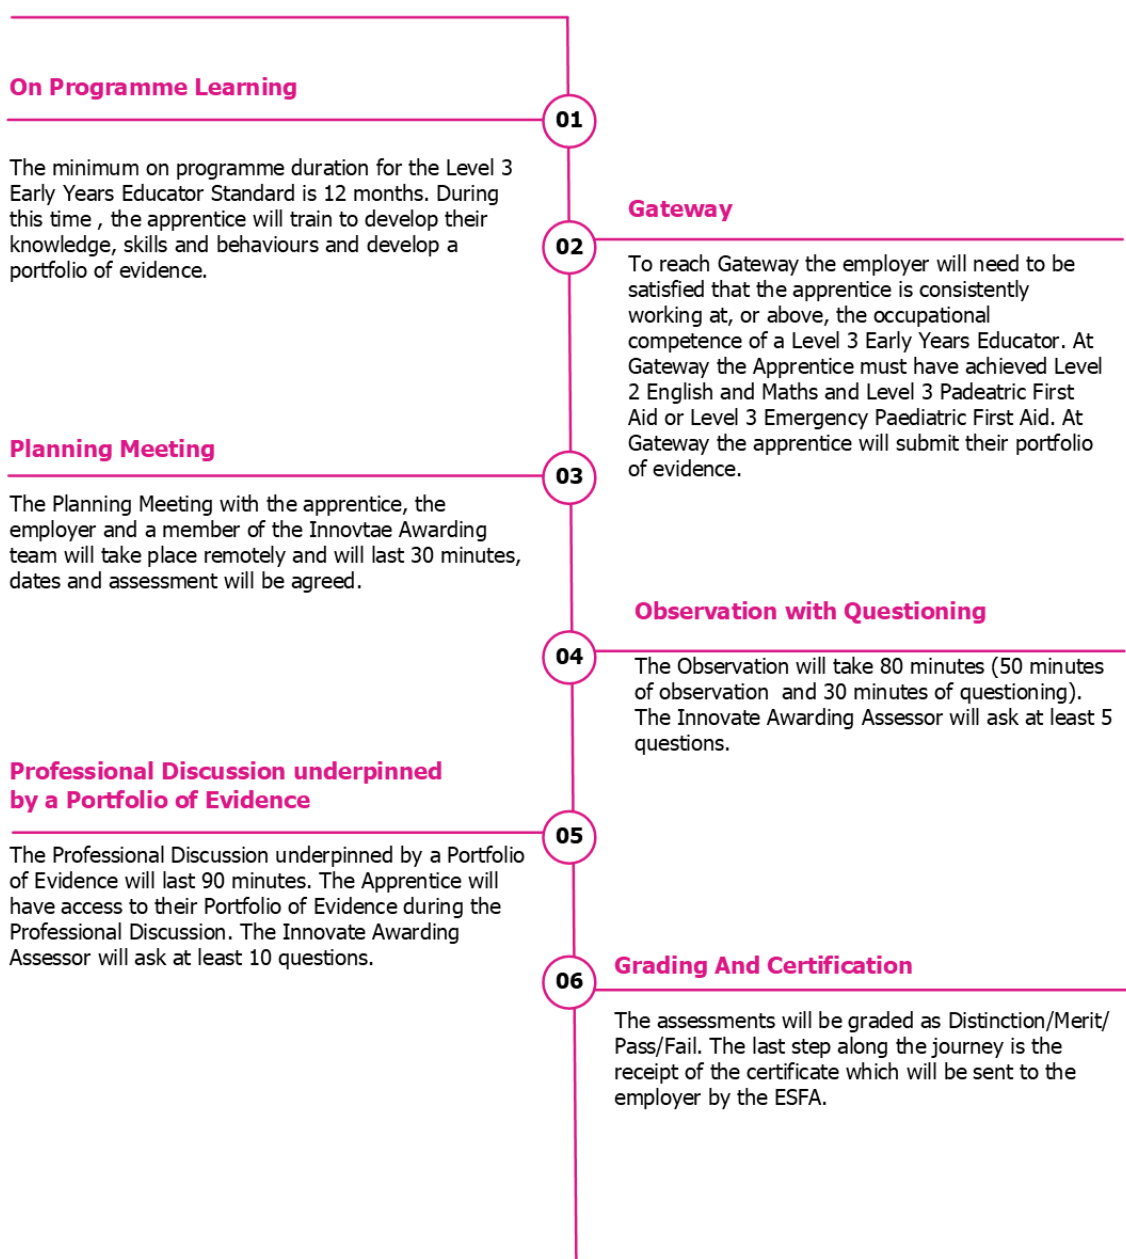 On Programme Learning
01
The minimum on programme duration for the Level 3
Early Years Educator Standard is 12 months. During
this time , the apprentice will train to develop their
knowledge, skills and behaviours and develop a
portfolio of evidence.
Gateway
02
To reach Gateway the employer will need to be
satisfied that the apprentice is consistently
working at, or above, the occupational
competence of a Level 3 Early Years Educator. At
Gateway the Apprentice must have achieved Level
2 English and Maths and Level 3 Padeatric First
Aid or Level 3 Emergency Paediatric First Aid. At
Gateway the apprentice will submit their portfolio
of evidence.
Planning Meeting
03
The Planning Meeting with the apprentice, the
employer and a member of the Innovtae Awarding
team will take place remotely and will last 30 minutes,
dates and assessment will be agreed.
Observation with Questioning
04
The Observation will take 80 minutes (50 minutes
of observation  and 30 minutes of questioning).
The Innovate Awarding Assessor will ask at least 5
questions.
Professional Discussion underpinned
by a Portfolio of Evidence
05
The Professional Discussion underpinned by a Portfolio
of Evidence will last 90 minutes. The Apprentice will
have access to their Portfolio of Evidence during the
Professional Discussion. The Innovate Awarding
Assessor will ask at least 10 questions.
Grading And Certification
06
The assessments will be graded as Distinction/Merit/
Pass/Fail. The last step along the journey is the
receipt of the certificate which will be sent to the
employer by the ESFA.